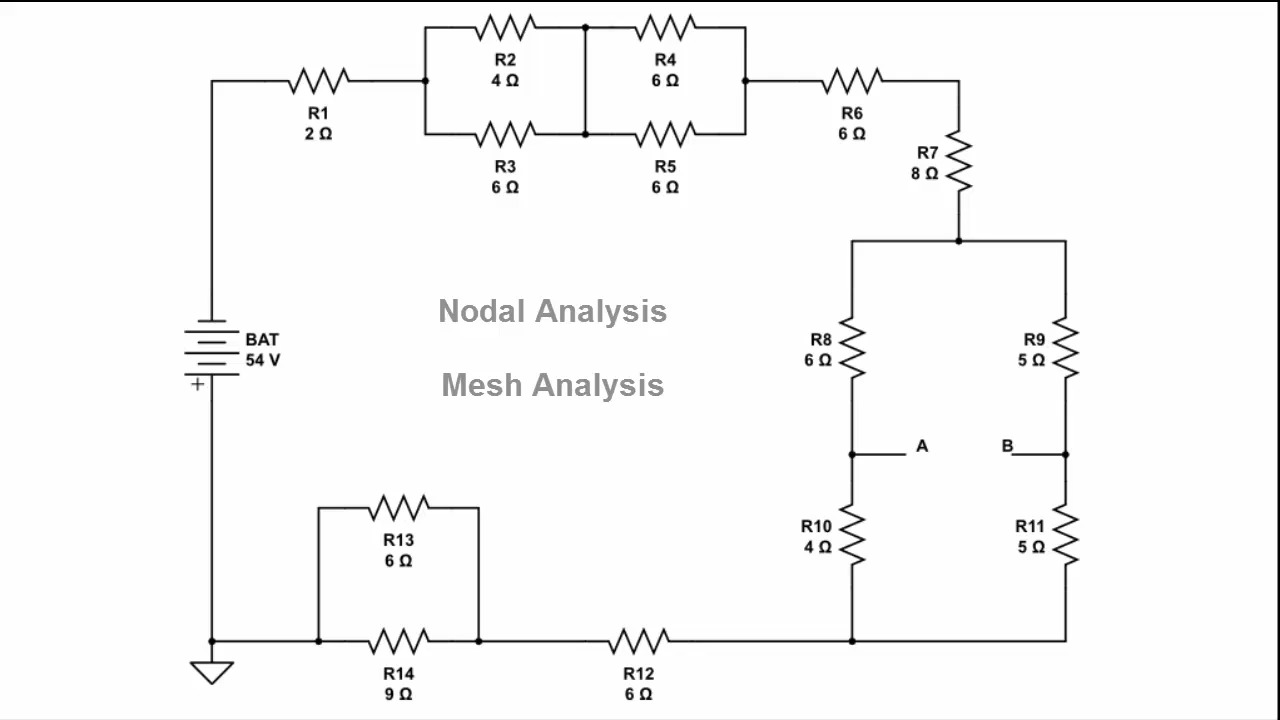 R1
2 Ω
R2
4 Ω
R3
6 Ω
R4
6 Ω
R5
6 Ω
R6
6 Ω
R7
8 Ω
BAT
54 V
+
Nodal Analysis
Mesh Analysis
R8
6 Ω
R9
5 Ω
A
B
R10
4 Ω
R11
5 Ω
R13
6 Ω
R14
9 Ω
R12
6 Ω